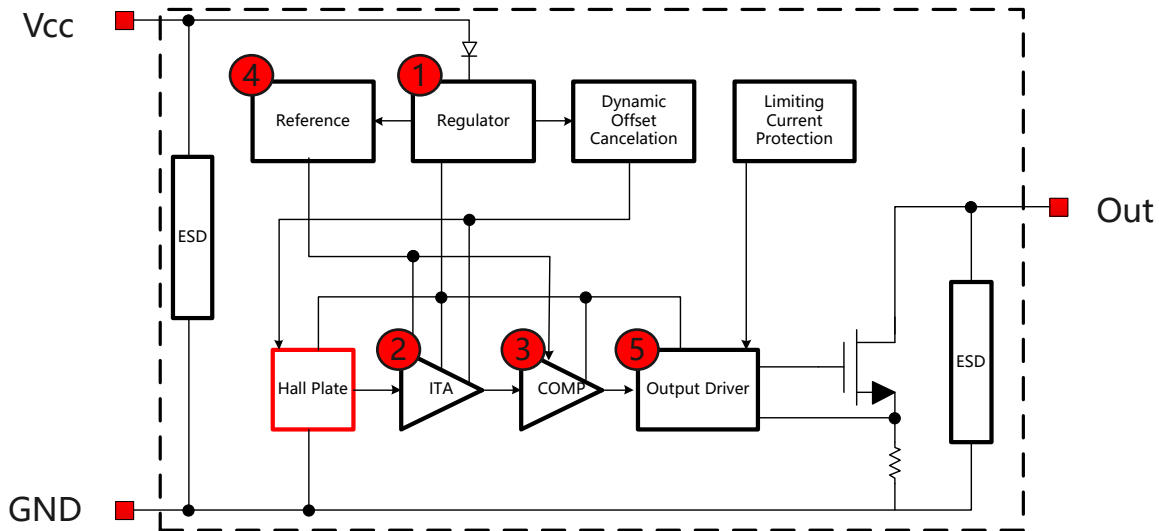 Vcc
4
1
Reference
Regulator
Dynamic
Offset
Cancelation
Limiting
Current
Protection
ESD
Out
2
3
5
Hall Plate
ITA
COMP
Output Driver
ESD
GND